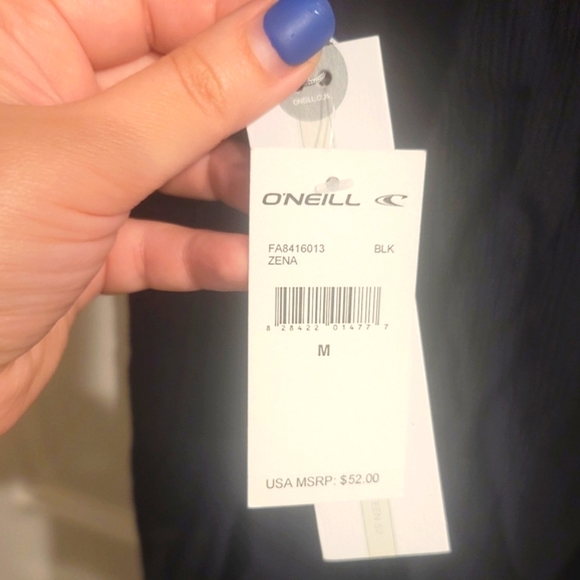 O'NEILL
FA8416013 BLK
ZENA
8 28422 01477 7
M
USA MSRP: $52.00